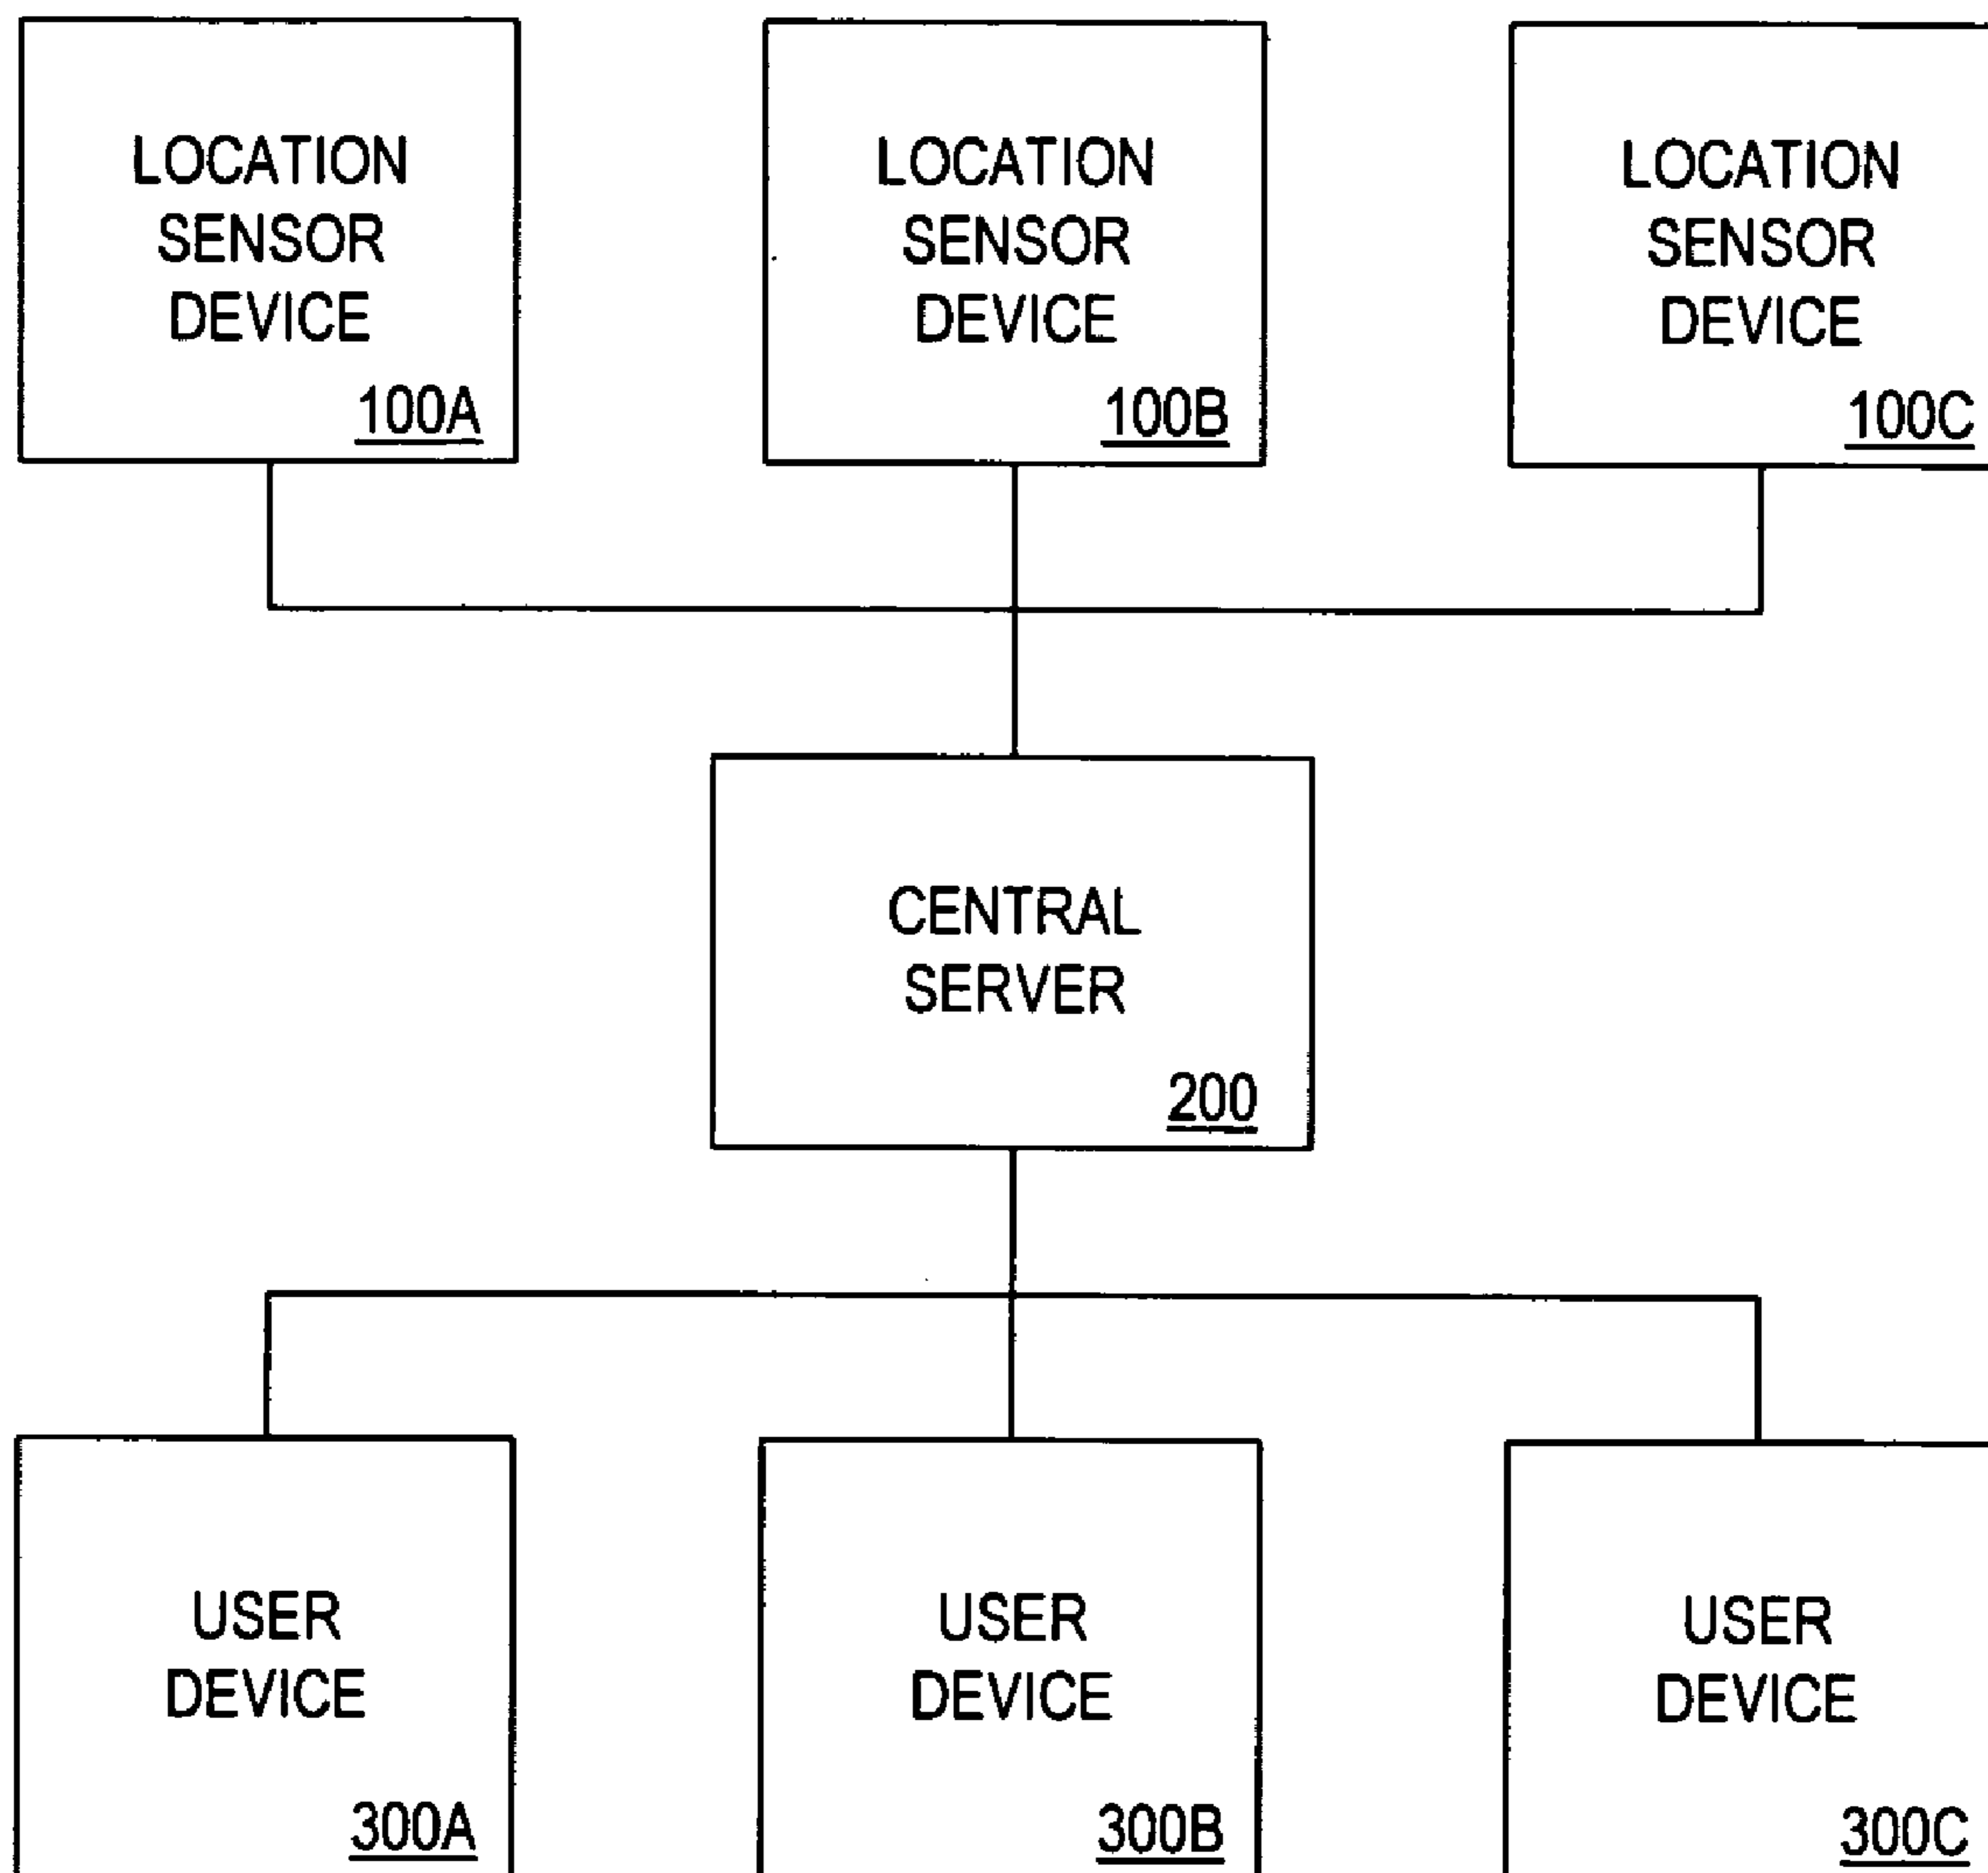 LOCATION
SENSOR
DEVICE
100A
LOCATION
SENSOR
DEVICE
100B
LOCATION
SENSOR
DEVICE
100C
CENTRAL
SERVER
200
USER
DEVICE
300A
USER
DEVICE
300B
USER
DEVICE
300C